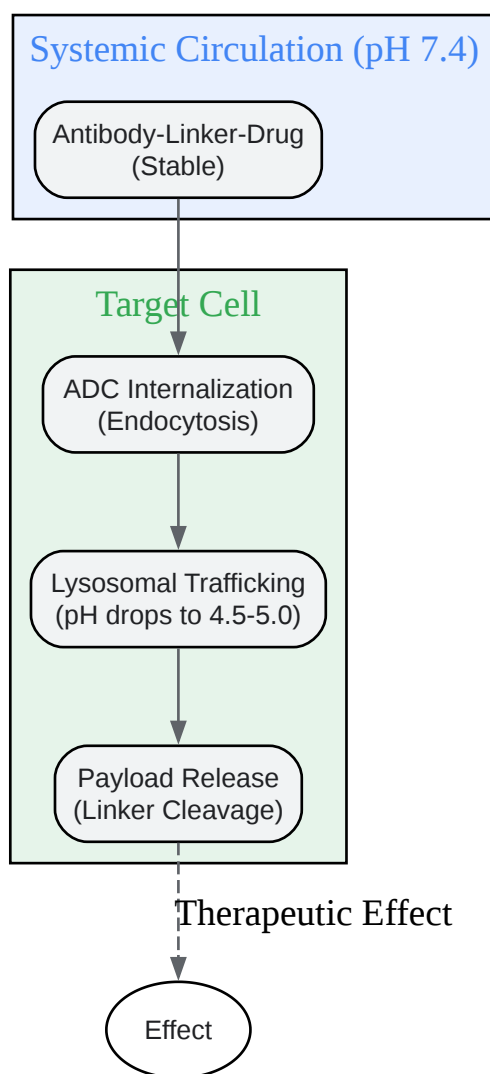 Systemic Circulation (pH 7.4)
Antibody-Linker-Drug
(Stable)
Target Cell
ADC Internalization
(Endocytosis)
Lysosomal Trafficking
(pH drops to 4.5-5.0)
Payload Release
(Linker Cleavage)
Therapeutic Effect
Effect